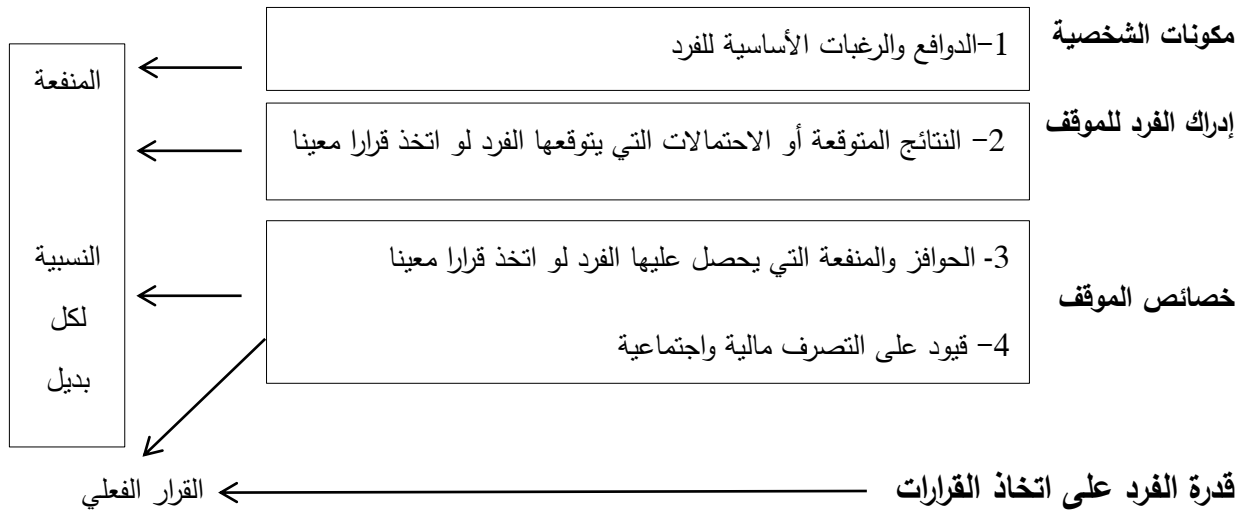 مكونات الشخصية
1-الدوافع والرغبات الأساسية للفرد
إدراك الفرد للموقف
2- النتائج المتوقعة أو الاحتمالات التي يتوقعها الفرد لو اتخذ قرارا معينا
خصائص الموقف
3- الحوافز والمنفعة التي يحصل عليها الفرد لو اتخذ قرارا معينا
4- قيود على التصرف مالية واجتماعية
المنفعة
النسبية
لكل
بديل
قدرة الفرد على اتخاذ القرارات
القرار الفعلي